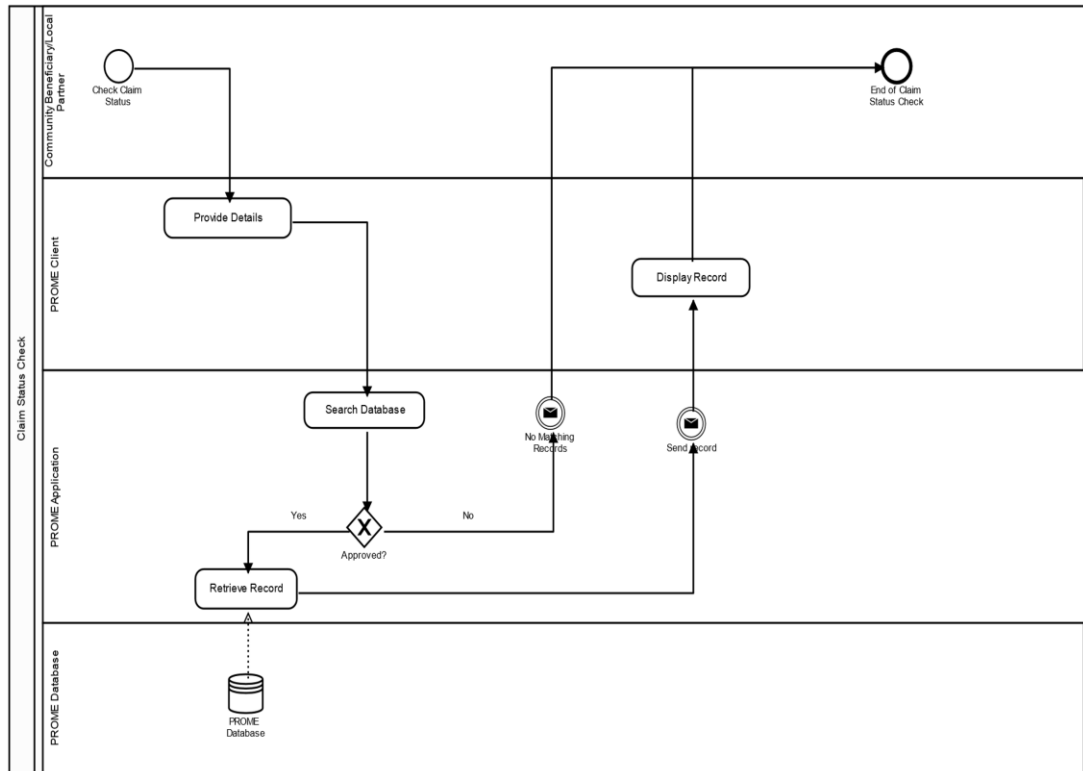 Claim Status Check
Community Beneficiary/Local
Partner
Check Claim
Status
End of Claim
Status Check
PROME Client
Provide Details
Display Record
PROME Application
Search Database
No Matching
Records
Send record
Yes
X
No
Approved?
Retrieve Record
PROME Database
PROME
Database